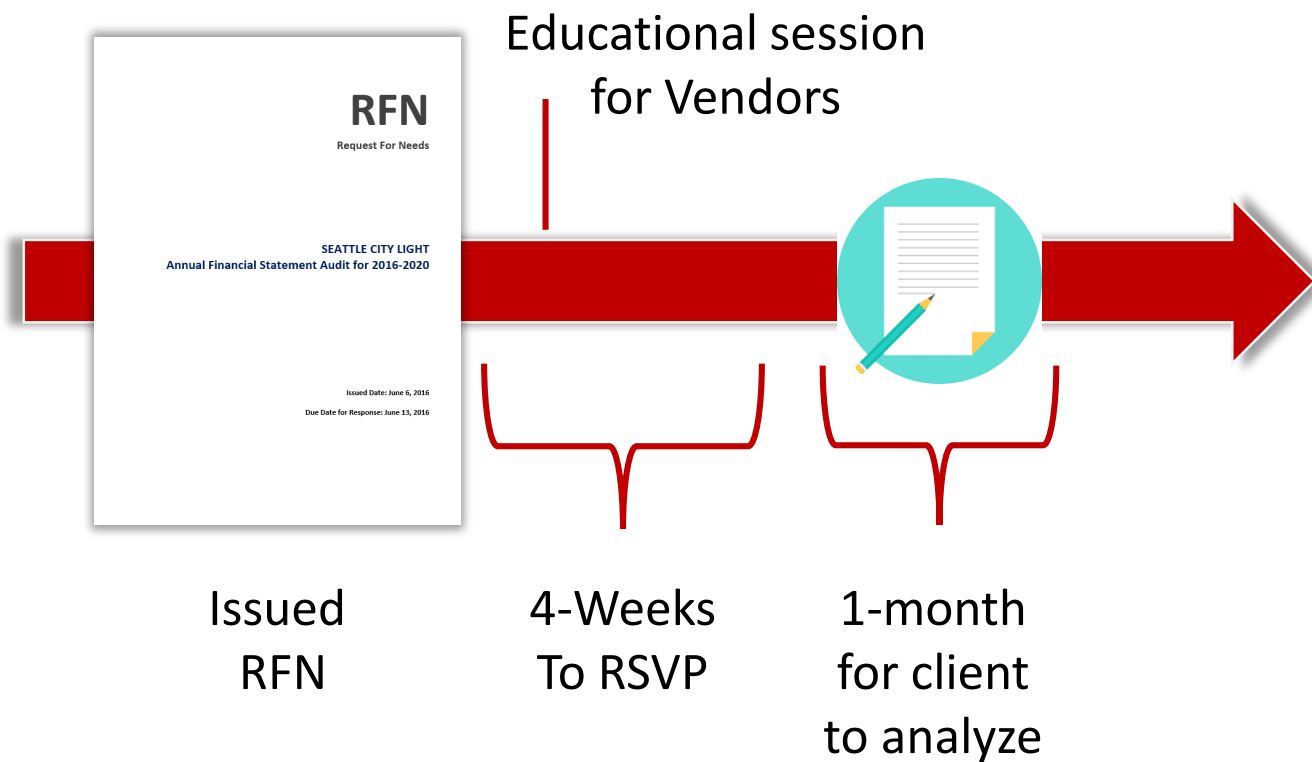 Educational session
for Vendors
RFN
Request For Needs
SEATTLE CITY LIGHT
Annual Financial Statement Audit for 2016-2020
Issued Date: June 6, 2016
Due Date for Response: June 13, 2016
Issued
RFN
4-Weeks
To RSVP
1-month
for client
to analyze